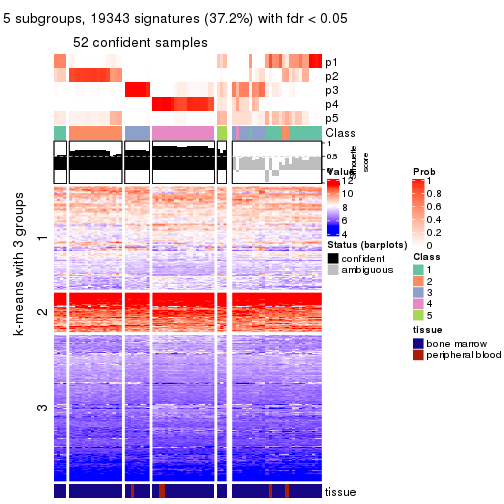 5 subgroups, 19343 signatures (37.2%) with fdr < 0.05
52 confident samples
p1
p2
p3
p4
p5
Class
1
0.5
0
silhouette
score
k-means with 3 groups
1
2
3
tissue
Value
12
10
8
6
4
Status (barplots)
confident
ambiguous
Prob
1
0.8
0.6
0.4
0.2
0
Class
1
2
3
4
5
tissue
bone marrow
peripheral blood